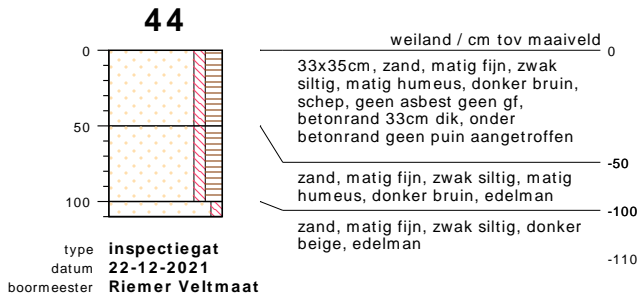 44
weiland / cm tov maaiveld
0
0
33x35cm, zand, matig fijn, zwak
siltig, matig humeus, donker bruin,
schep, geen asbest geen gf,
betonrand 33cm dik, onder
betonrand geen puin aangetroffen
50
-50
zand, matig fijn, zwak siltig, matig
humeus, donker bruin, edelman
100
-100
zand, matig fijn, zwak siltig, donker
beige, edelman
-110
type inspectiegat
datum 22-12-2021
boormeester Riemer Veltmaat